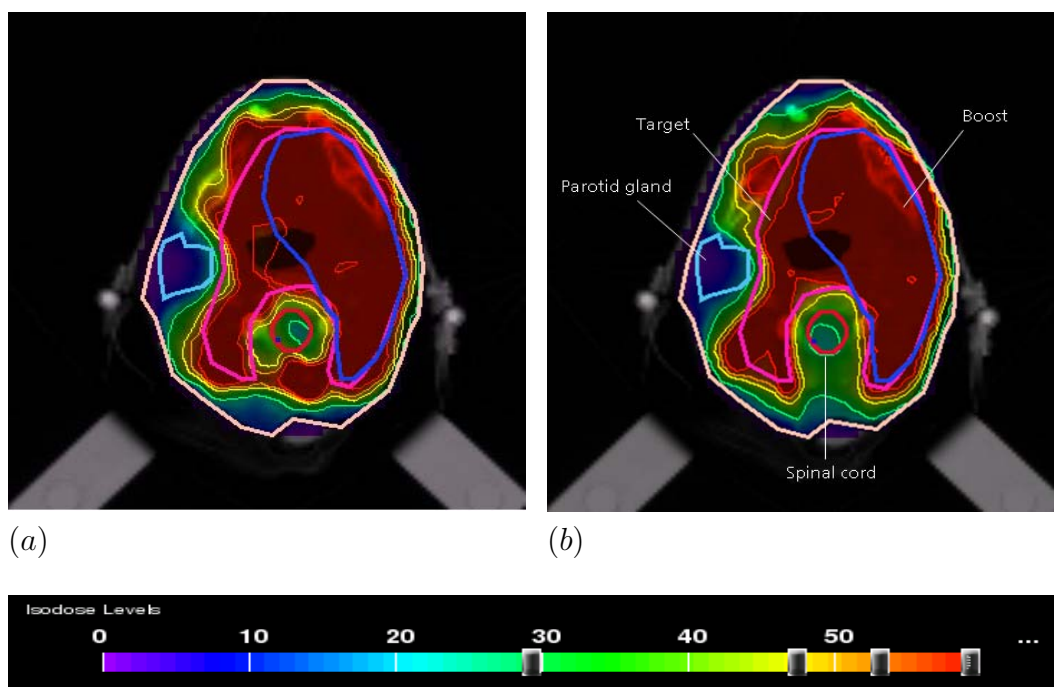 Target
Boost
Parotid gland
Spinal cord
(a)
(b)
Isodose Levels
0 10 20 30 40 50 ...